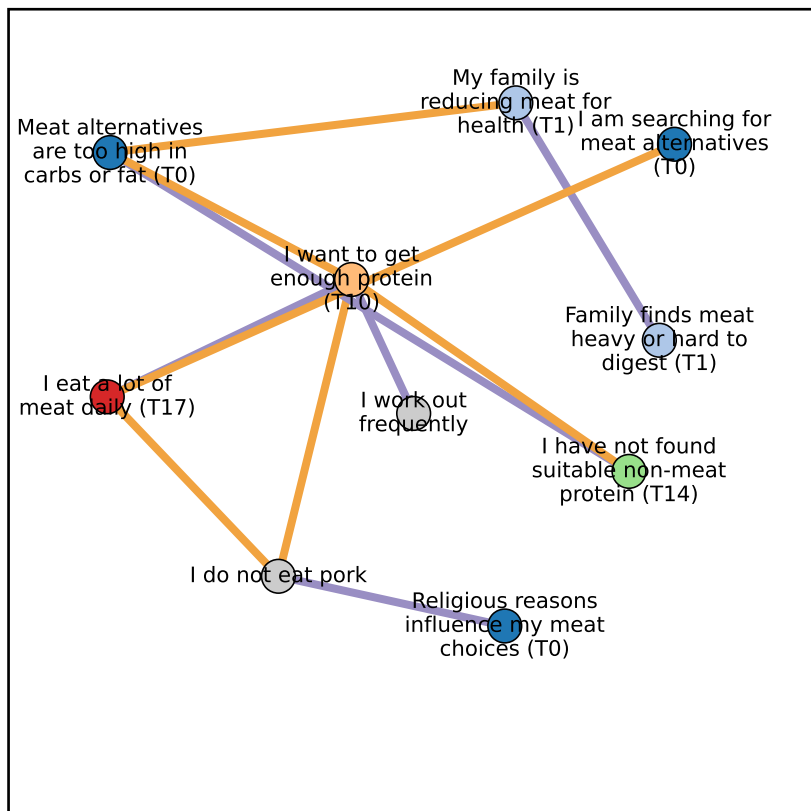 My family is
reducing meat for
health (T1)
I am searching for
meat alternatives
(T0)
Meat alternatives
are too high in
carbs or fat (T0)
I want to get
enough protein
(T10)
Family finds meat
heavy or hard to
digest (T1)
I eat a lot of
meat daily (T17)
I work out
frequently
I have not found
suitable non-meat
protein (T14)
I do not eat pork
Religious reasons
influence my meat
choices (T0)